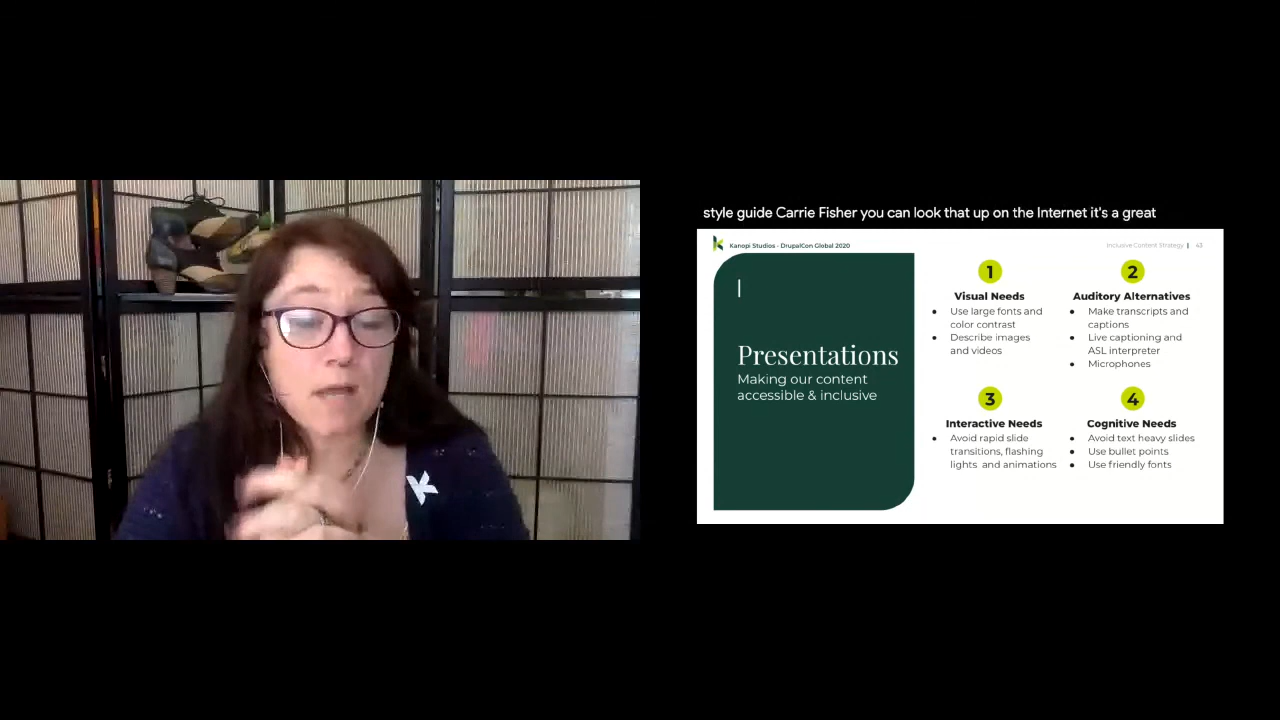 style guide Carrie Fisher you can look that up on the Internet it's a great
Kanopi Studios - DrupalCon Global 2020
Inclusive Content Strategy | 43
Presentations
Making our content
accessible & inclusive
1
Visual Needs
● Use large fonts and
color contrast
● Describe images
and videos
2
Auditory Alternatives
● Make transcripts and
captions
● Live captioning and
ASL interpreter
● Microphones
3
Interactive Needs
● Avoid rapid slide
transitions, flashing
lights and animations
4
Cognitive Needs
● Avoid text heavy slides
● Use bullet points
● Use friendly fonts